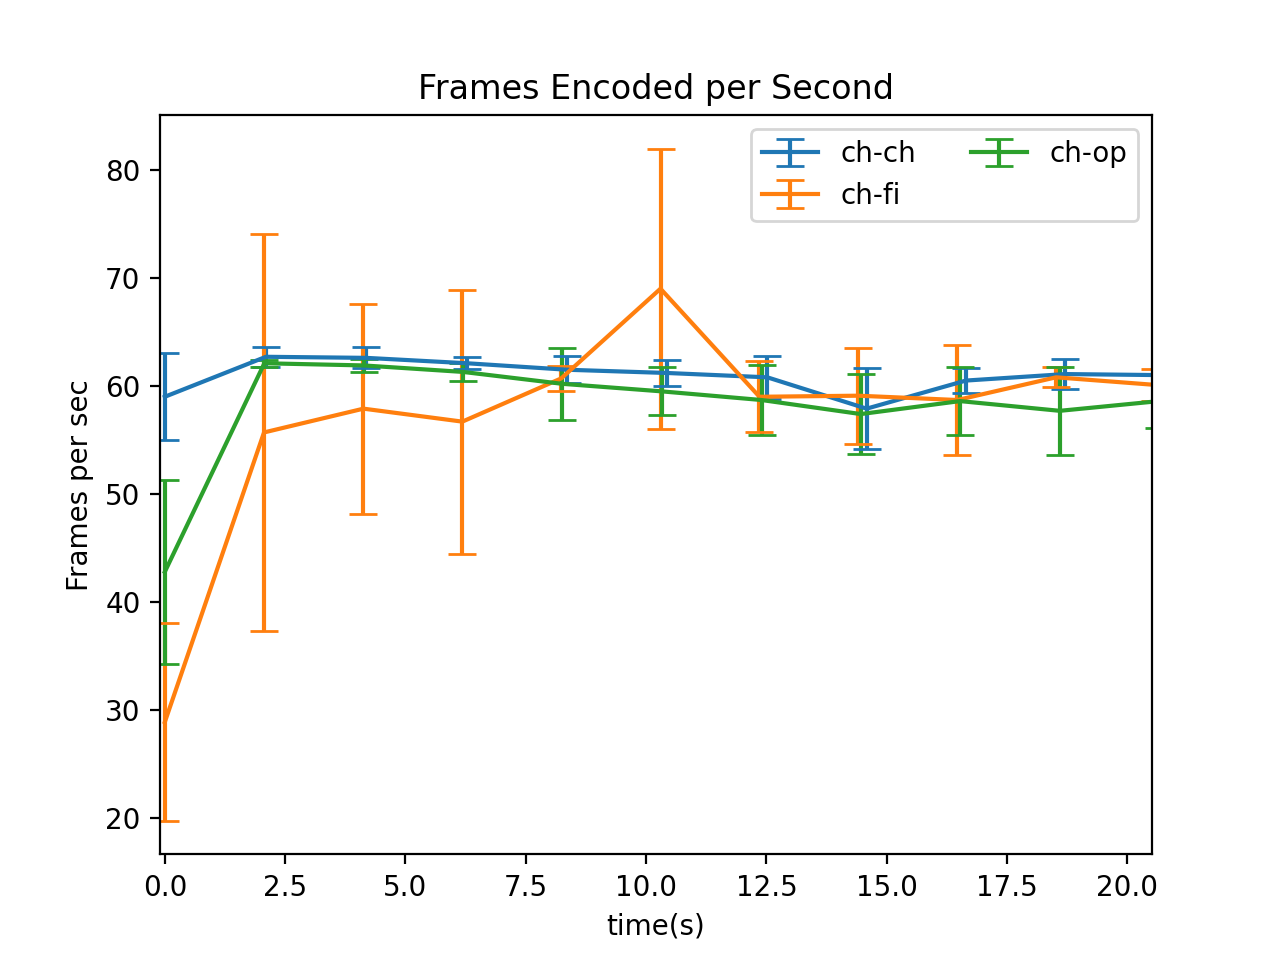 Frames Encoded per Second
ch-ch
ch-fi
ch-op
80
70
60
50
40
30
20
Frames per sec
0.0 2.5 5.0 7.5 10.0 12.5 15.0 17.5 20.0
time(s)